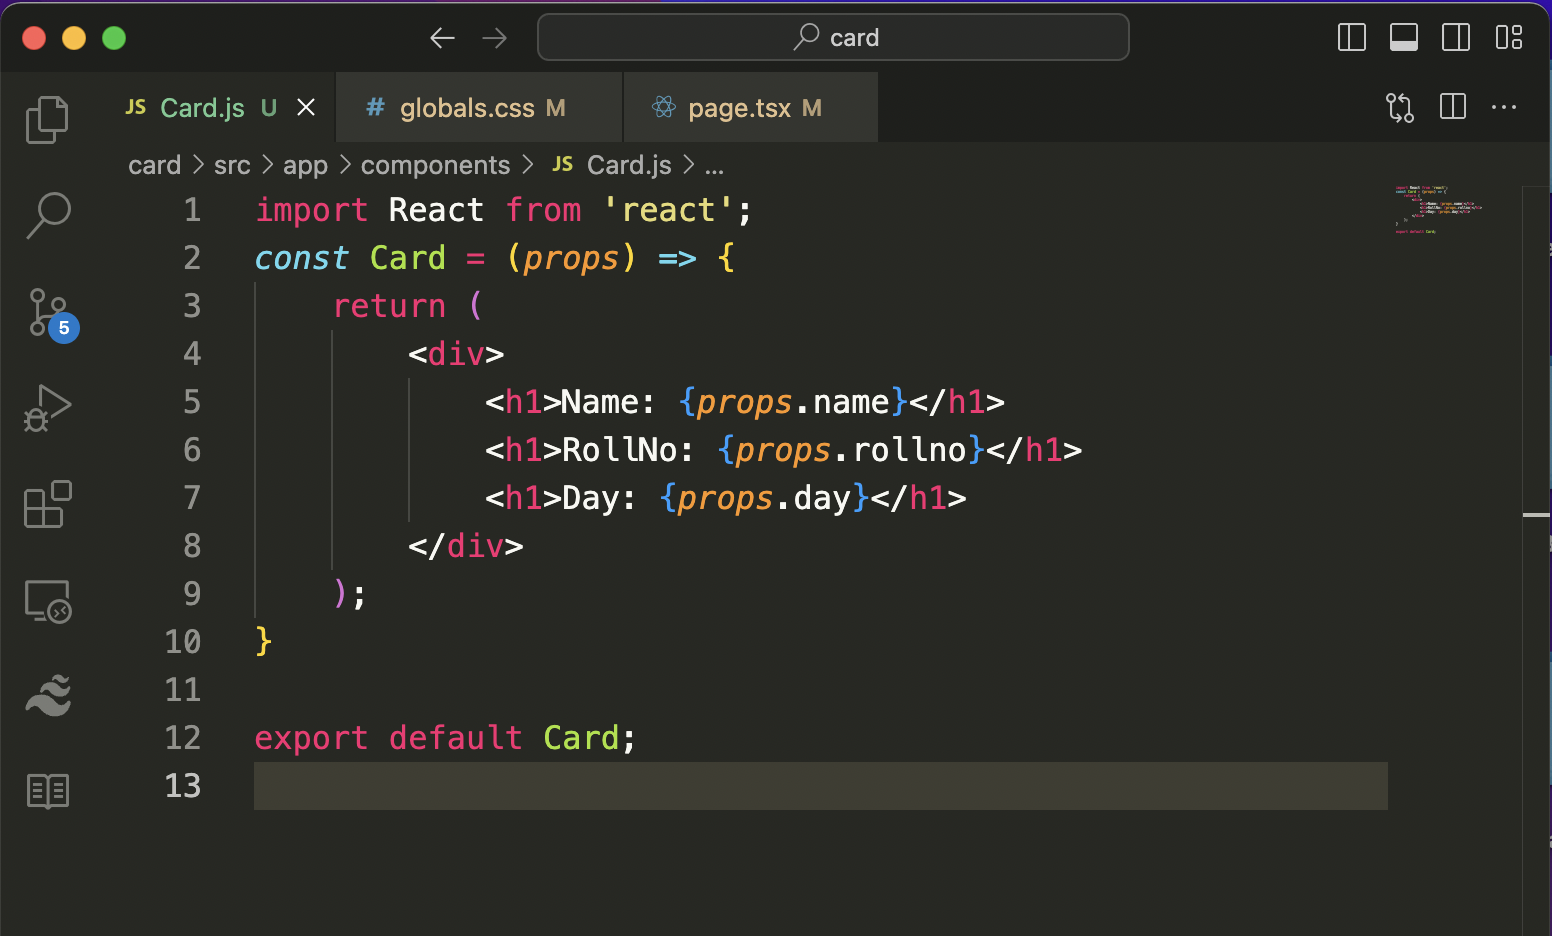 card
JS Card.js U
# globals.css M
page.tsx M
card > src > app > components > JS Card.js > ...
1 import React from 'react';
2 const Card = (props) => {
3     return (
4         <div>
5             <h1>Name: {props.name}</h1>
6             <h1>RollNo: {props.rollno}</h1>
7             <h1>Day: {props.day}</h1>
8         </div>
9     );
10 }
11
12 export default Card;
13
5